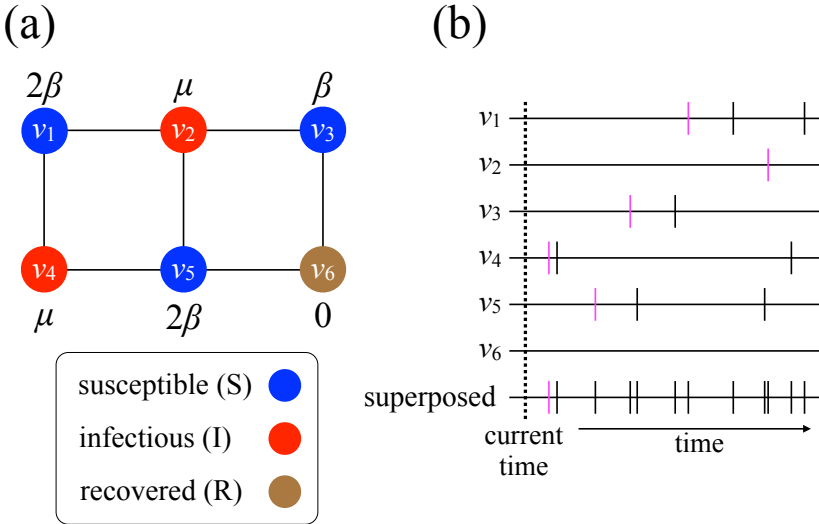 (a)
2β μ β
v1 v2 v3
v4 v5 v6
μ 2β 0
susceptible (S)
infectious (I)
recovered (R)
(b)
v1
v2
v3
v4
v5
v6
superposed
current
time
time